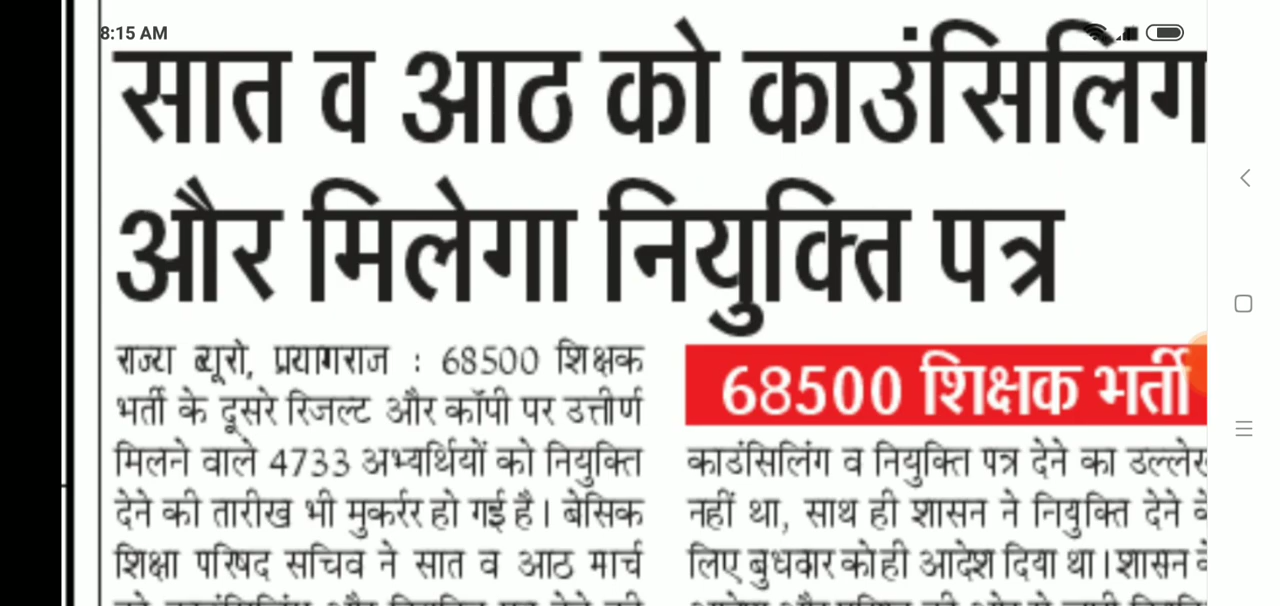 8:15 AM
सात व आठ को काउंसिलिंग
और मिलेगा नियुक्ति पत्र
राज्य ब्यूरो, प्रयागराज : 68500 शिक्षक
भर्ती के दूसरे रिजल्ट और कॉपी पर उत्तीर्ण
मिलने वाले 4733 अभ्यर्थियों को नियुक्ति
देने की तारीख भी मुकर्रर हो गई है। बेसिक
शिक्षा परिषद सचिव ने सात व आठ मार्च
68500 शिक्षक भर्ती
काउंसिलिंग व नियुक्ति पत्र देने का
नहीं था, साथ ही शासन ने नियुक्ति देने
लिए बुधवार को ही आदेश दिया था। शासन